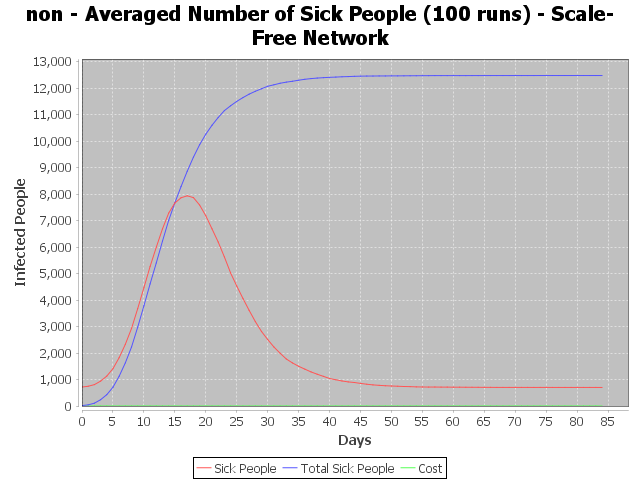 non - Averaged Number of Sick People (100 runs) - Scale-
Free Network
13,000
12,000
11,000
10,000
9,000
8,000
7,000
6,000
5,000
4,000
3,000
2,000
1,000
0
Infected People
0 5 10 15 20 25 30 35 40 45 50 55 60 65 70 75 80 85
Days
Sick People Total Sick People Cost